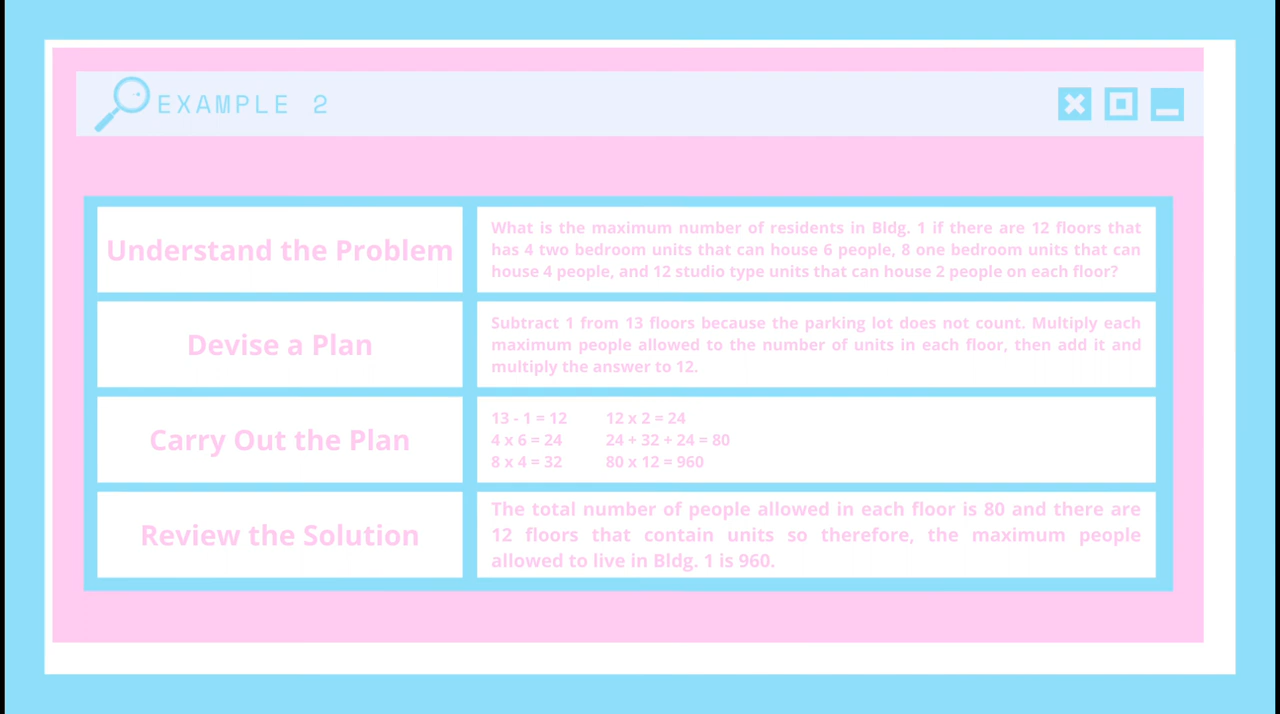 EXAMPLE 2
Understand the Problem
What is the maximum number of residents in Bldg. 1 if there are 12 floors that
has 4 two bedroom units that can house 6 people, 8 one bedroom units that can
house 4 people, and 12 studio type units that can house 2 people on each floor?
Devise a Plan
Subtract 1 from 13 floors because the parking lot does not count. Multiply each
maximum people allowed to the number of units in each floor, then add it and
multiply the answer to 12.
Carry Out the Plan
13 - 1 = 12 12 x 2 = 24
4 x 6 = 24 24 + 32 + 24 = 80
8 x 4 = 32 80 x 12 = 960
Review the Solution
The total number of people allowed in each floor is 80 and there are
12 floors that contain units so therefore, the maximum people
allowed to live in Bldg. 1 is 960.